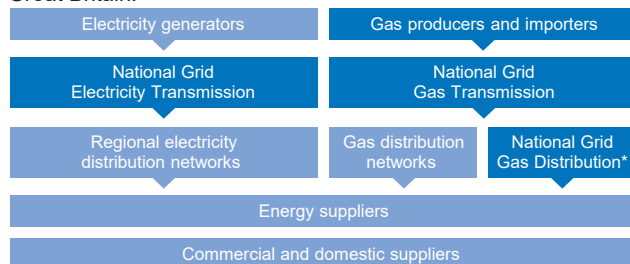 Electricity generators
Gas producers and importers
National Grid
Electricity Transmission
National Grid
Gas Transmission
Regional electricity
distribution networks
Gas distribution
networks
National Grid
Gas Distribution*
Energy suppliers
Commercial and domestic suppliers